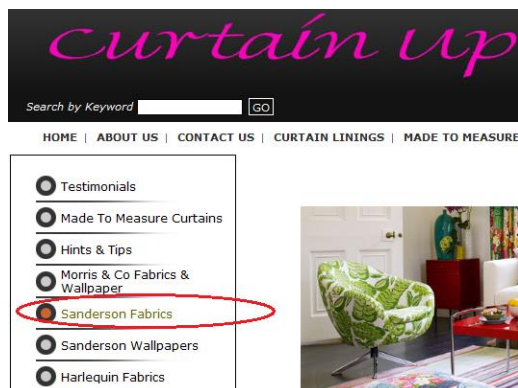 Curtain Up
Search by Keyword GO
HOME | ABOUT US | CONTACT US | CURTAIN LININGS | MADE TO MEASURE
Testimonials
Made To Measure Curtains
Hints & Tips
Morris & Co Fabrics &
Wallpaper
Sanderson Fabrics
Sanderson Wallpapers
Harlequin Fabrics